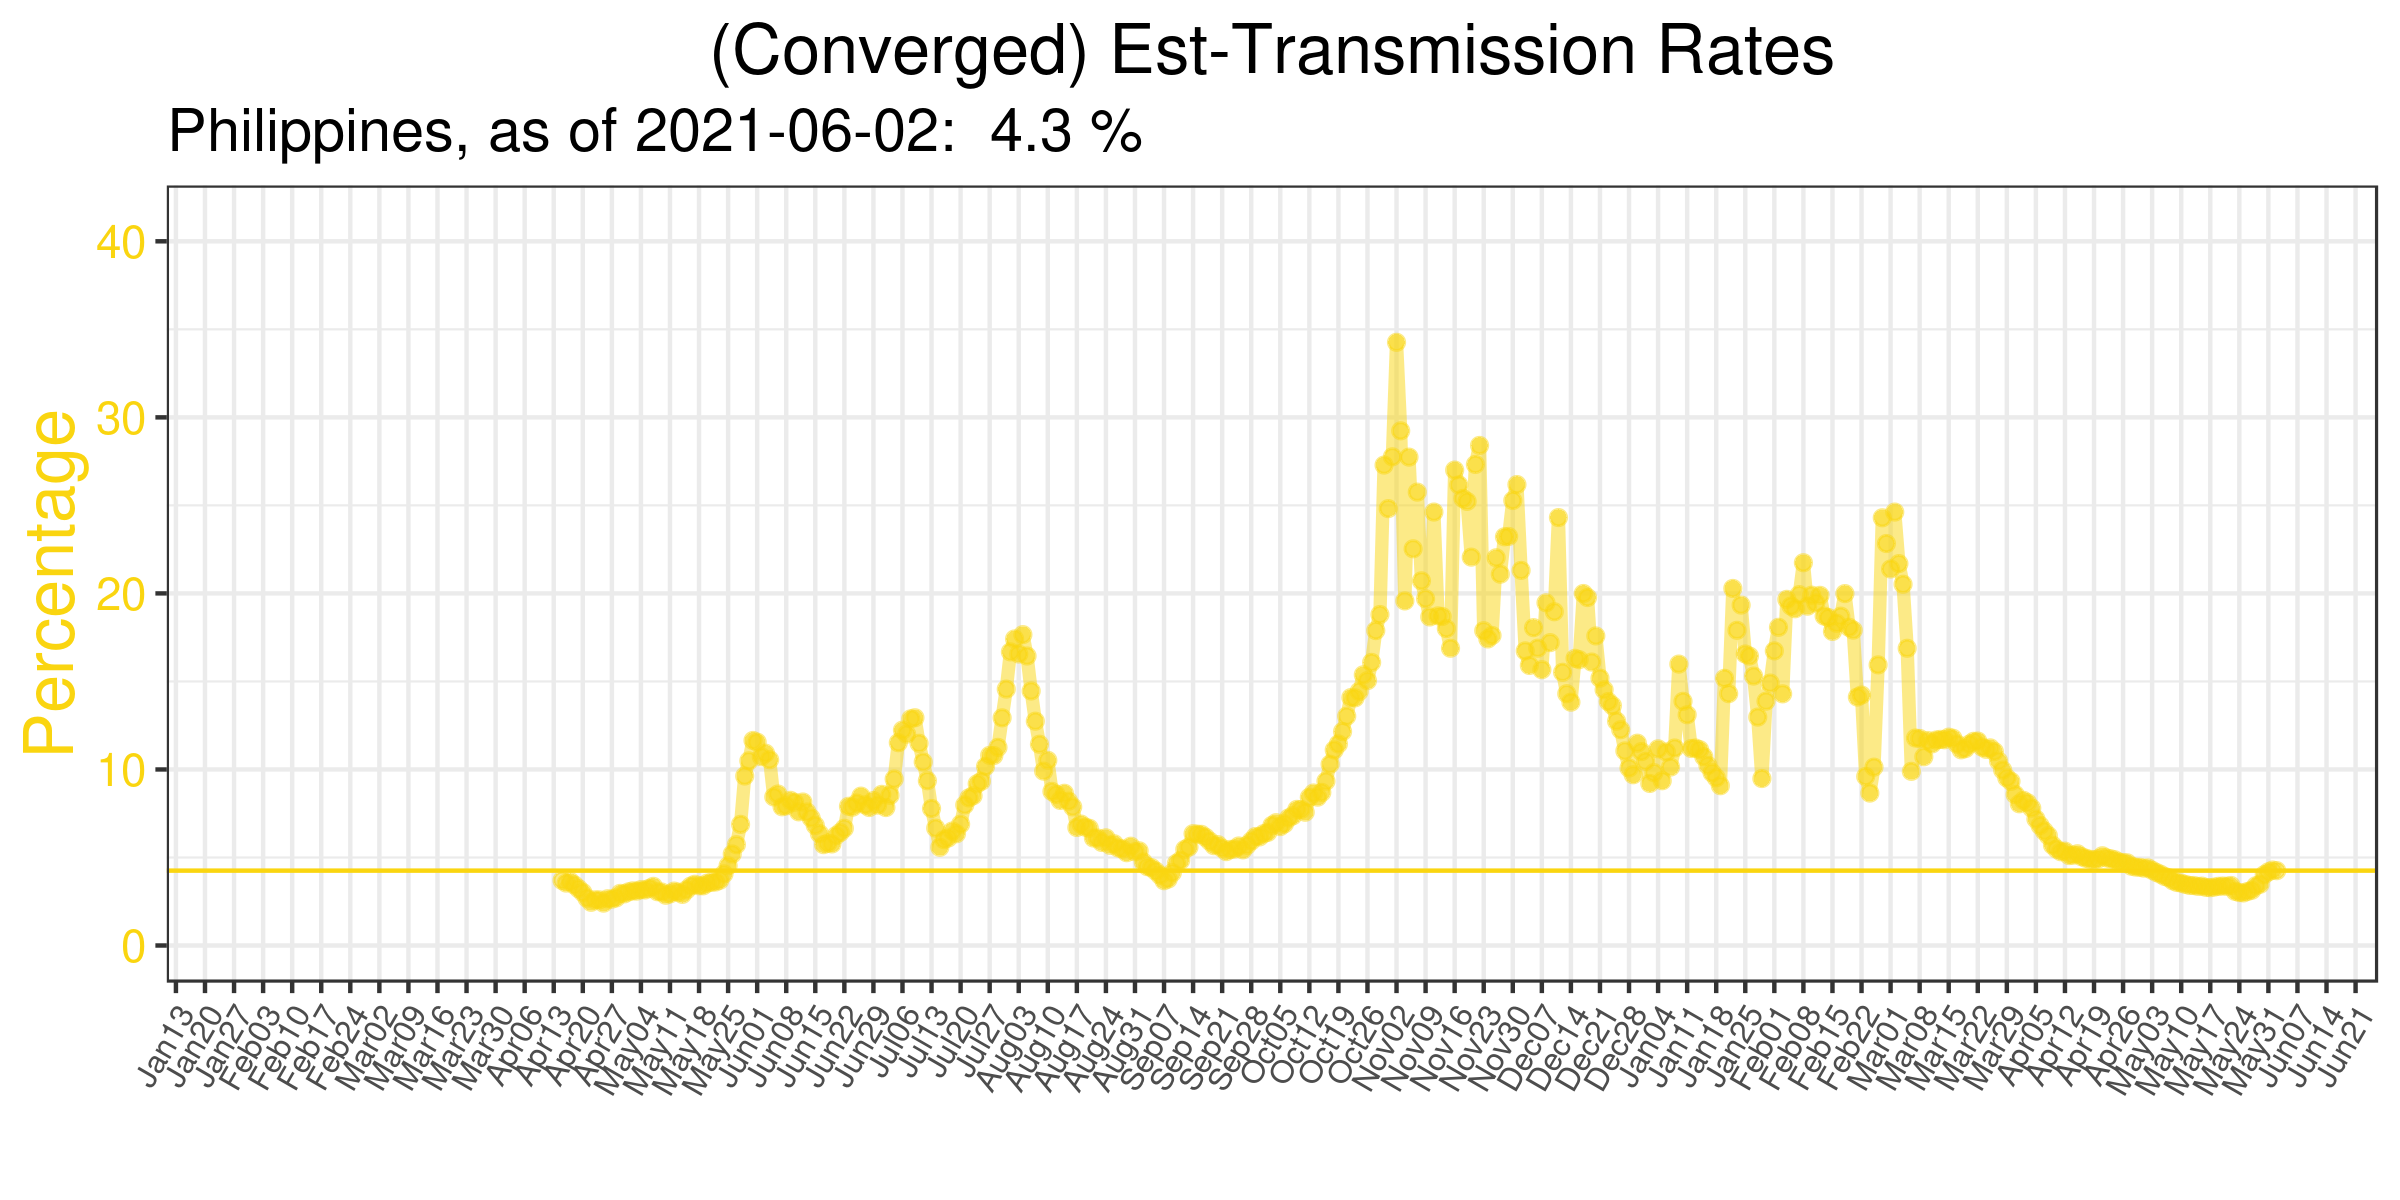 (Converged) Est-Transmission Rates
Philippines, as of 2021-06-02:  4.3 %
Percentage
40
30
20
10
0
Jan13
Jan20
Jan27
Feb03
Feb10
Feb17
Feb24
Mar02
Mar09
Mar16
Mar23
Mar30
Apr06
Apr13
Apr20
Apr27
May04
May11
May18
May25
Jun01
Jun08
Jun15
Jun22
Jun29
Jul06
Jul13
Jul20
Jul27
Aug03
Aug10
Aug17
Aug24
Aug31
Sep07
Sep14
Sep21
Sep28
Oct05
Oct12
Oct19
Oct26
Nov02
Nov09
Nov16
Nov23
Nov30
Dec07
Dec14
Dec21
Dec28
Jan04
Jan11
Jan18
Jan25
Feb01
Feb08
Feb15
Feb22
Mar01
Mar08
Mar15
Mar22
Mar29
Apr05
Apr12
Apr19
Apr26
May03
May10
May17
May24
May31
Jun07
Jun14
Jun21